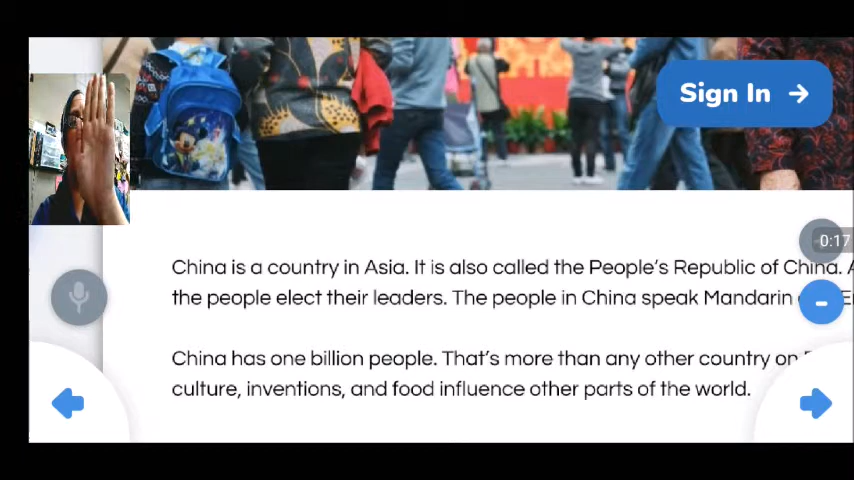 Sign In
0:17
China is a country in Asia. It is also called the People's Republic of China.
the people elect their leaders. The people in China speak Mandarin
China has one billion people. That's more than any other country on
culture, inventions, and food influence other parts of the world.